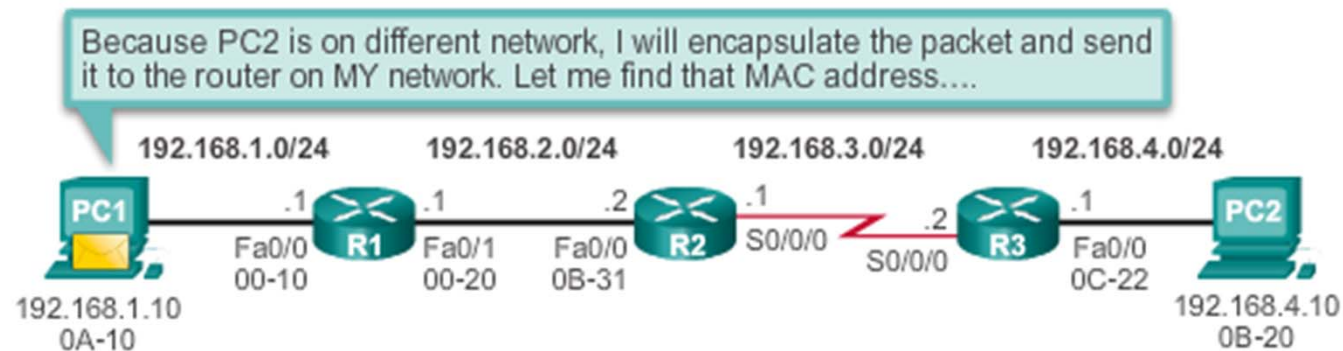 Because PC2 is on different network, I will encapsulate the packet and send
it to the router on MY network. Let me find that MAC address....
192.168.1.0/24 192.168.2.0/24 192.168.3.0/24 192.168.4.0/24
PC1 .1 R1 .1 .2 R2 .1 .2 R3 .1 PC2
Fa0/0 Fa0/1 Fa0/0 S0/0/0 S0/0/0 Fa0/0
00-10 00-20 0B-31 0C-22
192.168.1.10 192.168.4.10
0A-10 0B-20